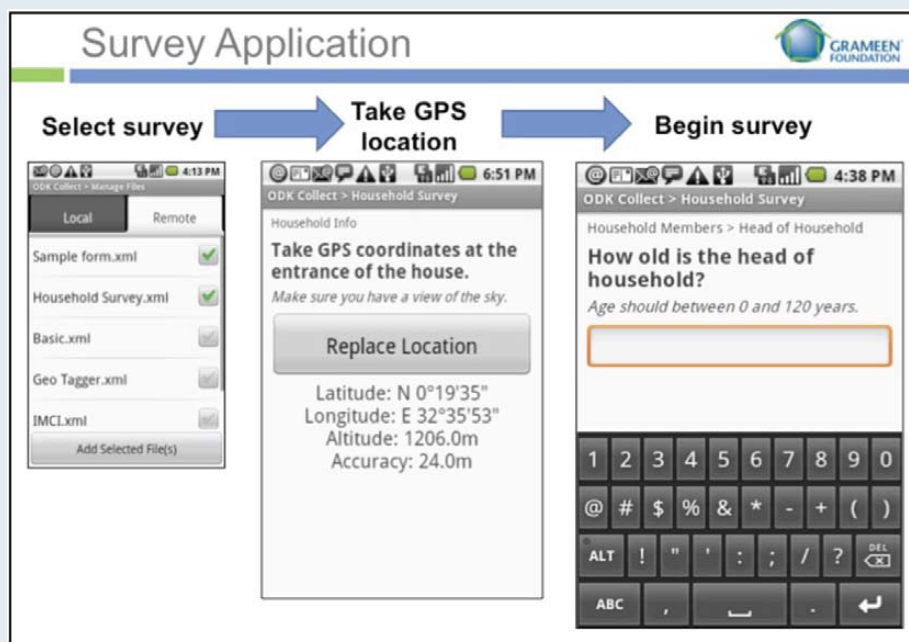 Survey Application
GRAMEEN
FOUNDATION
Select survey
Take GPS
location
Begin survey
4:13 PM
ODK Collect > Manage Files
Local
Remote
Sample form.xml
Household Survey.xml
Basic.xml
Geo Tagger.xml
IMCI.xml
Add Selected File(s)
6:51 PM
ODK Collect > Household Survey
Household Info
Take GPS coordinates at the
entrance of the house.
Make sure you have a view of the sky.
Replace Location
Latitude: N 0°19'35"
Longitude: E 32°35'53"
Altitude: 1206.0m
Accuracy: 24.0m
4:38 PM
ODK Collect > Household Survey
Household Members > Head of Household
How old is the head of
household?
Age should between 0 and 120 years.
1 2 3 4 5 6 7 8 9 0
@ # $ % & * - + ( )
ALT ! " ' : ; / ? DEL
ABC , .